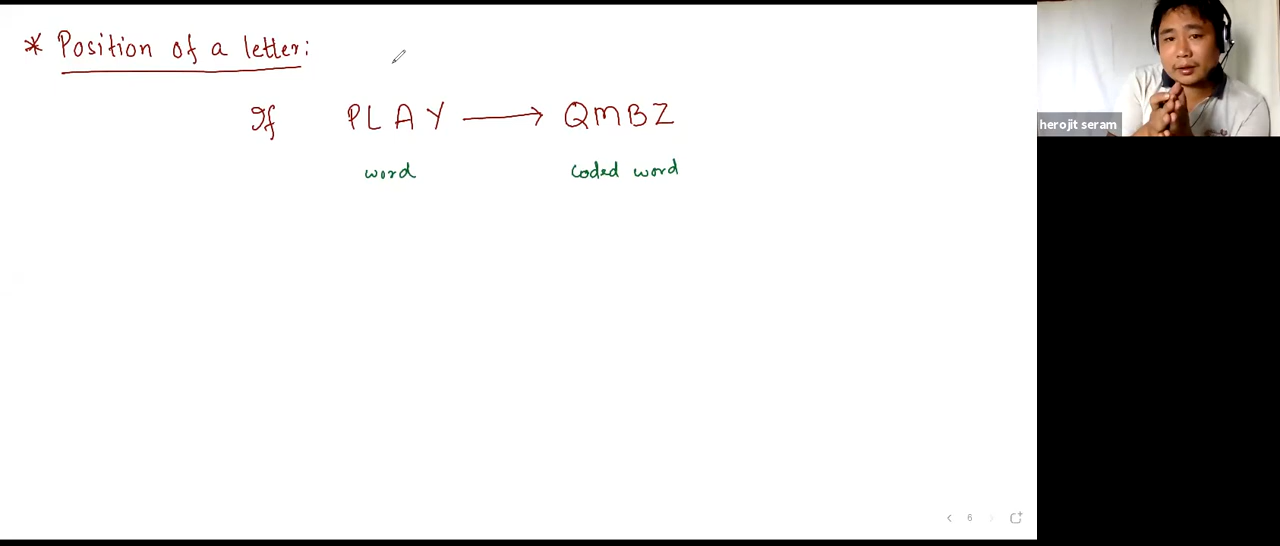 * Position of a letter:
If PLAY → QMBZ
word coded word
herojit seram
6